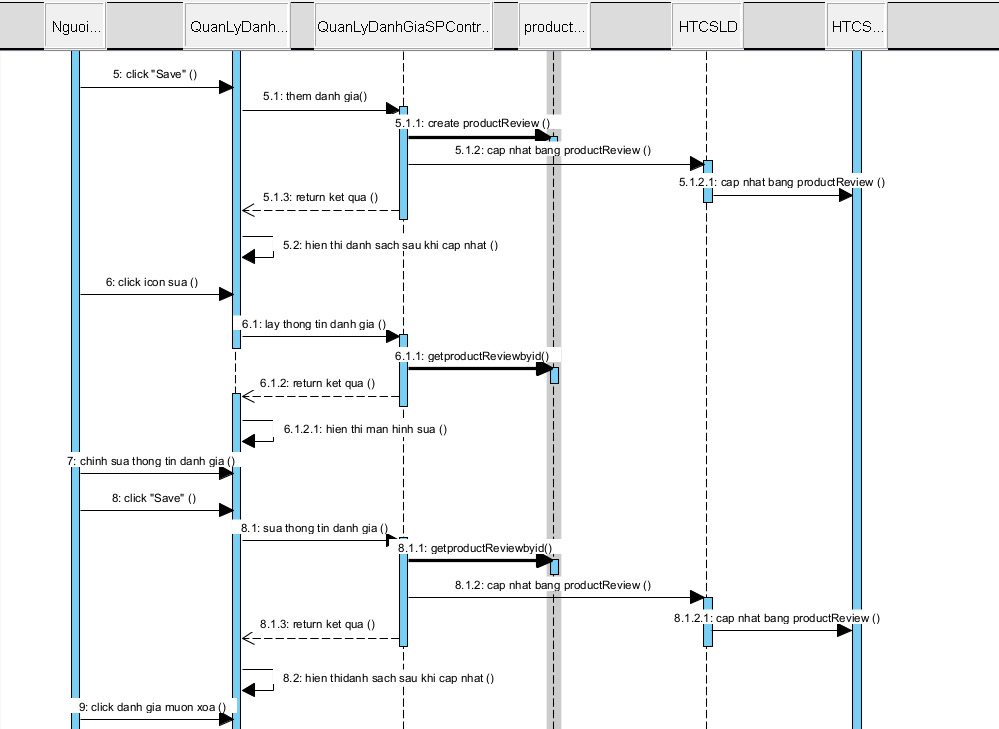 Nguoi...
QuanLyDanh...
QuanLyDanhGiaSPContr...
product...
HTCSLD
HTCS...
5: click "Save" ()
5.1: them danh gia()
5.1.1: create productReview ()
5.1.2: cap nhat bang productReview ()
5.1.2.1: cap nhat bang productReview ()
5.1.3: return ket qua ()
5.2: hien thi danh sach sau khi cap nhat ()
6: click icon sua ()
6.1: lay thong tin danh gia ()
6.1.1: getproductReviewbyid()
6.1.2: return ket qua ()
6.1.2.1: hien thi man hinh sua ()
7: chinh sua thong tin danh gia ()
8: click "Save" ()
8.1: sua thong tin danh gia ()
8.1.1: getproductReviewbyid()
8.1.2: cap nhat bang productReview ()
8.1.2.1: cap nhat bang productReview ()
8.1.3: return ket qua ()
8.2: hien thidanh sach sau khi cap nhat ()
9: click danh gia muon xoa ()